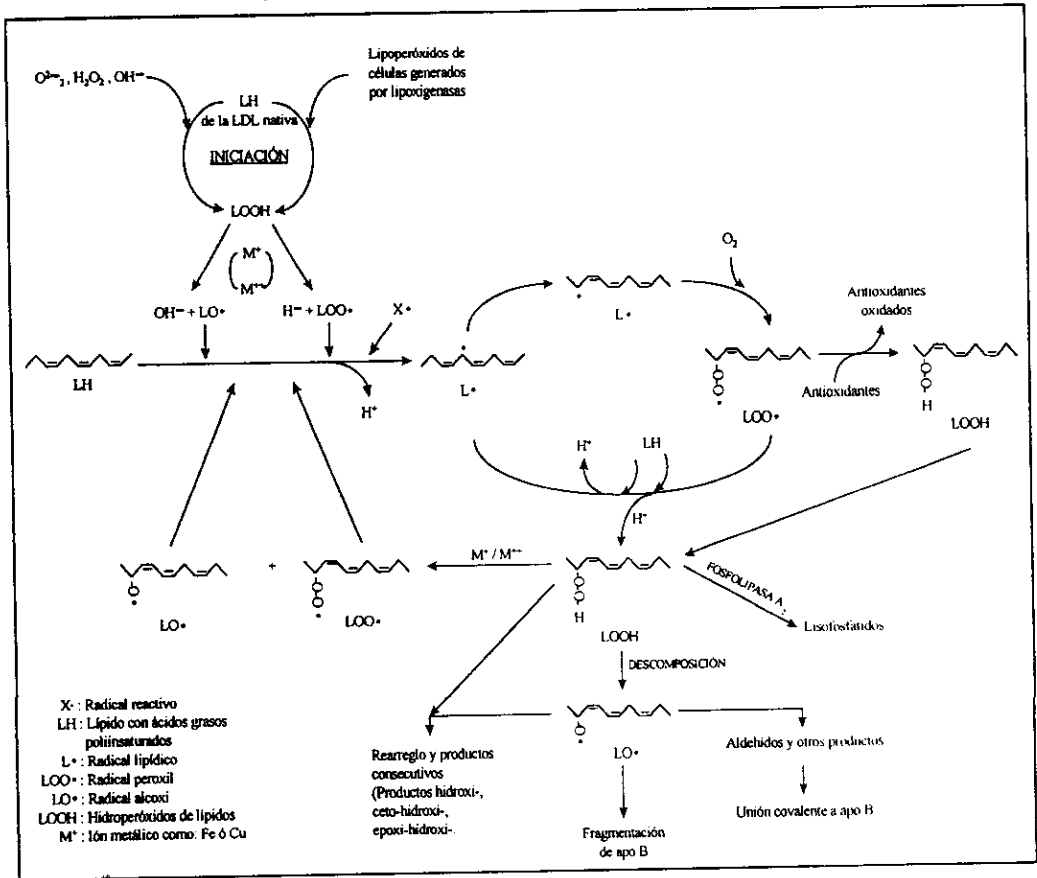 O²⁻₂, H₂O₂, OH⁻
Lipoperóxidos de
células generados
por lipoxigenasas
LH
de la LDL nativa
INICIACIÓN
LOOH
M⁺
M⁺⁺
OH⁻ + LO•
H⁻ + LOO•
X•
LH
H⁺
L•
L•
O₂
O
O
•
LOO•
Antioxidantes
oxidados
Antioxidantes
O
O
H
LOOH
H⁺
LH
H⁺
O
•
LO•
+
O
O
•
LOO•
M⁺ / M⁺⁺
O
O
H
LOOH
FOSFOLIPASA A₂
Lisofosfátidos
DESCOMPOSICIÓN
O
•
LO•
Rearreglo y productos
consecutivos
(Productos hidroxi-,
ceto-hidroxi-,
epoxi-hidroxi-.
Fragmentación
de apo B
Aldehidos y otros productos
Unión covalente a apo B
X• : Radical reactivo
LH : Lípido con ácidos grasos
poliinsaturados
L• : Radical lipídico
LOO• : Radical peroxil
LO• : Radical alcoxi
LOOH : Hidroperóxidos de lípidos
M⁺ : Ión metálico como: Fe ó Cu